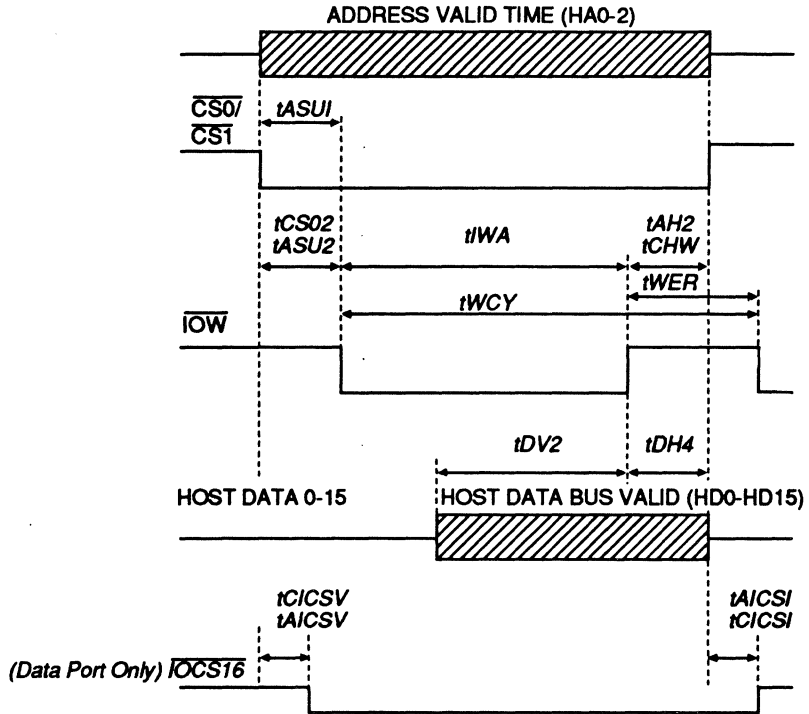 ADDRESS VALID TIME (HA0-2)
CS0/
CS1
tASUI
tCS02
tASU2
tIWA
tAH2
tCHW
tWER
tWCY
IOW
tDV2
tDH4
HOST DATA 0-15
HOST DATA BUS VALID (HD0-HD15)
tCICSV
tAICSV
tAICSI
tCICSI
(Data Port Only) IOCS16